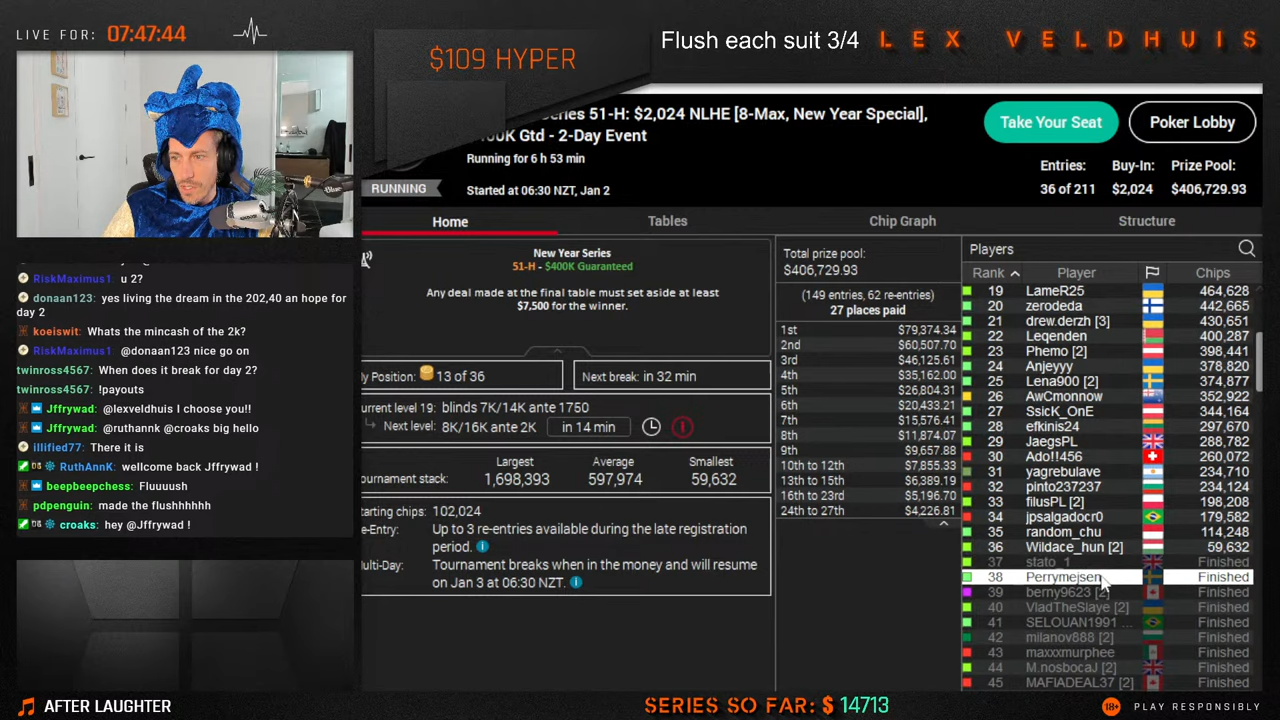 LIVE FOR: 07:47:44
$109 HYPER
Flush each suit 3/4
LEX VELDHUIS
eries 51-H: $2,024 NLHE [8-Max, New Year Special],
00K Gtd - 2-Day Event
Running for 6 h 53 min
RUNNING
Started at 06:30 NZT, Jan 2
Take Your Seat
Poker Lobby
Entries: Buy-In: Prize Pool:
36 of 211 $2,024 $406,729.93
Home Tables Chip Graph Structure
New Year Series
51-H - $400K Guaranteed
Any deal made at the final table must set aside at least
$7,500 for the winner.
y Position: 13 of 36
Next break: in 32 min
urrent level 19: blinds 7K/14K ante 1750
Next level: 8K/16K ante 2K in 14 min
Largest Average Smallest
ournament stack: 1,698,393 597,974 59,632
tarting chips: 102,024
e-Entry: Up to 3 re-entries available during the late registration
period.
ulti-Day: Tournament breaks when in the money and will resume
on Jan 3 at 06:30 NZT.
Total prize pool:
$406,729.93
(149 entries, 62 re-entries)
27 places paid
1st $79,374.34
2nd $60,507.70
3rd $46,125.61
4th $35,162.00
5th $26,804.31
6th $20,433.21
7th $15,576.41
8th $11,874.07
9th $9,657.88
10th to 12th $7,855.33
13th to 15th $6,389.19
16th to 23rd $5,196.70
24th to 27th $4,226.81
Players
Rank Player Chips
19 LameR25 464,628
20 zerodeda 442,665
21 drew.derzh [3] 430,651
22 Leqenden 400,287
23 Phemo [2] 398,441
24 Anjeyyy 378,820
25 Lena900 [2] 374,877
26 AwCmonnow 352,922
27 SsicK_OnE 344,164
28 efkinis24 297,670
29 JaegsPL 288,782
30 Ado!!456 260,072
31 yagrebulave 234,710
32 pinto237237 234,124
33 filusPL [2] 198,208
34 jpsalgadocr0 179,582
35 random_chu 114,248
36 Wildace_hun [2] 59,632
37 stato_1 Finished
38 Perrymejsen Finished
39 berny9623 [2] Finished
40 VladTheSlaye [2] Finished
41 SELOUAN1991 ... Finished
42 milanov888 [2] Finished
43 maxxxmurphee Finished
44 M.nosbocaJ [2] Finished
45 MAFIADEAL37 [2] Finished
RiskMaximus1: u 2?
donaan123: yes living the dream in the 202,40 an hope for
day 2
koeiswit: Whats the mincash of the 2k?
RiskMaximus1 @donaan123 nice go on
twinross4567: When does it break for day 2?
twinross4567: !payouts
Jffrywad: @lexveldhuis I choose you!!
Jffrywad: @ruthannk @croaks big hello
illified77: There it is
RuthAnnK: wellcome back Jffrywad !
beepbeepchess: Fluuuush
pdpenguin: made the flushhhhhh
croaks: hey @Jffrywad !
AFTER LAUGHTER
SERIES SO FAR: $ 14713
18+ PLAY RESPONSIBLY